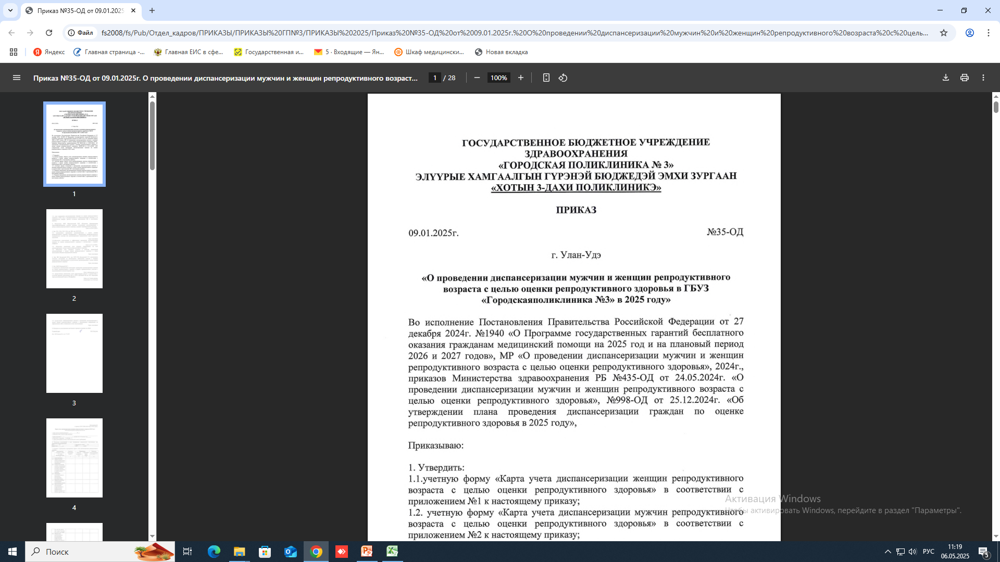 Приказ №35-ОД от 09.01.2025
Файл
fs2008/fs/Pub/Отдел_кадров/ПРИКАЗЫ/ПРИКАЗЫ%20ГП№3/ПРИКАЗЫ%202025/Приказ%20№35-ОД%20от%2009.01.2025г.%20О%20проведении%20диспансеризации%20мужчин%20и%20женщин%20репродуктивного%20возраста%20с%20цель...
Яндекс
Главная страница -...
Главная ЕИС в сфе...
Государственная и...
5 · Входящие — Ян...
Шкаф медицински...
Новая вкладка
Приказ №35-ОД от 09.01.2025г. О проведении диспансеризации мужчин и женщин репродуктивного возраст...
1 / 28
100%
1
2
3
4
ГОСУДАРСТВЕННОЕ БЮДЖЕТНОЕ УЧРЕЖДЕНИЕ
ЗДРАВООХРАНЕНИЯ
«ГОРОДСКАЯ ПОЛИКЛИНИКА № 3»
ЭЛҮҮРЫЕ ХАМГААЛГЫН ГҮРЭНЭЙ БЮДЖЕДЭЙ ЭМХИ ЗУРГААН
«ХОТЫН 3-ДАХИ ПОЛИКЛИНИКЭ»
ПРИКАЗ
09.01.2025г. №35-ОД
г. Улан-Удэ
«О проведении диспансеризации мужчин и женщин репродуктивного
возраста с целью оценки репродуктивного здоровья в ГБУЗ
«Городскаяполиклиника №3» в 2025 году»
Во исполнение Постановления Правительства Российской Федерации от 27
декабря 2024г. №1940 «О Программе государственных гарантий бесплатного
оказания гражданам медицинский помощи на 2025 год и на плановый период
2026 и 2027 годов», МР «О проведении диспансеризации мужчин и женщин
репродуктивного возраста с целью оценки репродуктивного здоровья», 2024г.,
приказов Министерства здравоохранения РБ №435-ОД от 24.05.2024г. «О
проведении диспансеризации мужчин и женщин репродуктивного возраста с
целью оценки репродуктивного здоровья», №998-ОД от 25.12.2024г. «Об
утверждении плана проведения диспансеризации граждан по оценке
репродуктивного здоровья в 2025 году»,
Приказываю:
1. Утвердить:
1.1.учетную форму «Карта учета диспансеризации женщин репродуктивного
возраста с целью оценки репродуктивного здоровья» в соответствии с
приложением №1 к настоящему приказу;
1.2. учетную форму «Карта учета диспансеризации мужчин репродуктивного
возраста с целью оценки репродуктивного здоровья» в соответствии с
приложением №2 к настоящему приказу;
Активация Windows
Чтобы активировать Windows, перейдите в раздел "Параметры".
Поиск
РУС
11:19
06.05.2025
5